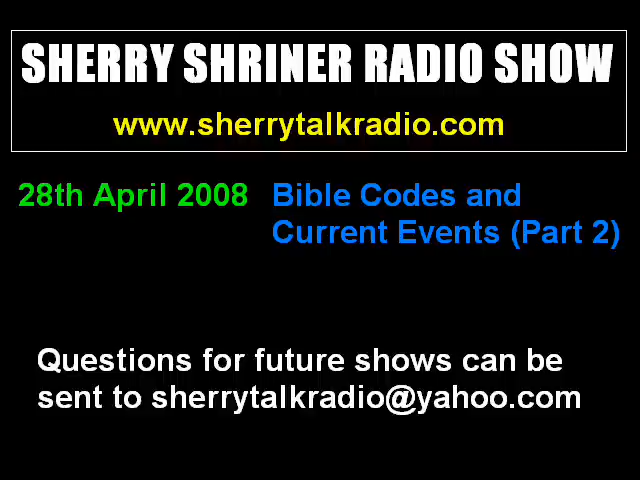 SHERRY SHRINER RADIO SHOW
www.sherrytalkradio.com
28th April 2008 Bible Codes and
Current Events (Part 2)
Questions for future shows can be
sent to sherrytalkradio@yahoo.com